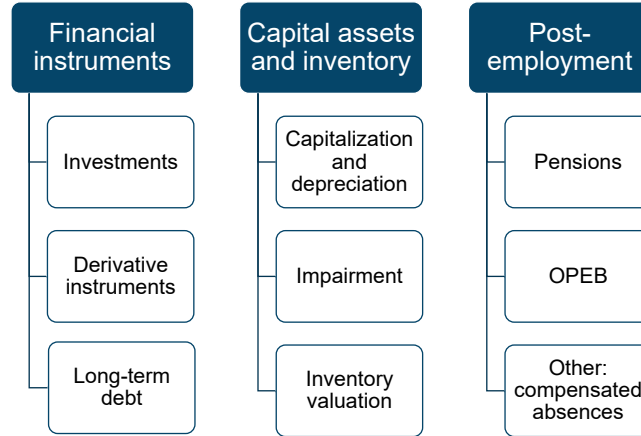 Financial
instruments
Investments
Derivative
instruments
Long-term
debt
Capital assets
and inventory
Capitalization
and
depreciation
Impairment
Inventory
valuation
Post-
employment
Pensions
OPEB
Other:
compensated
absences